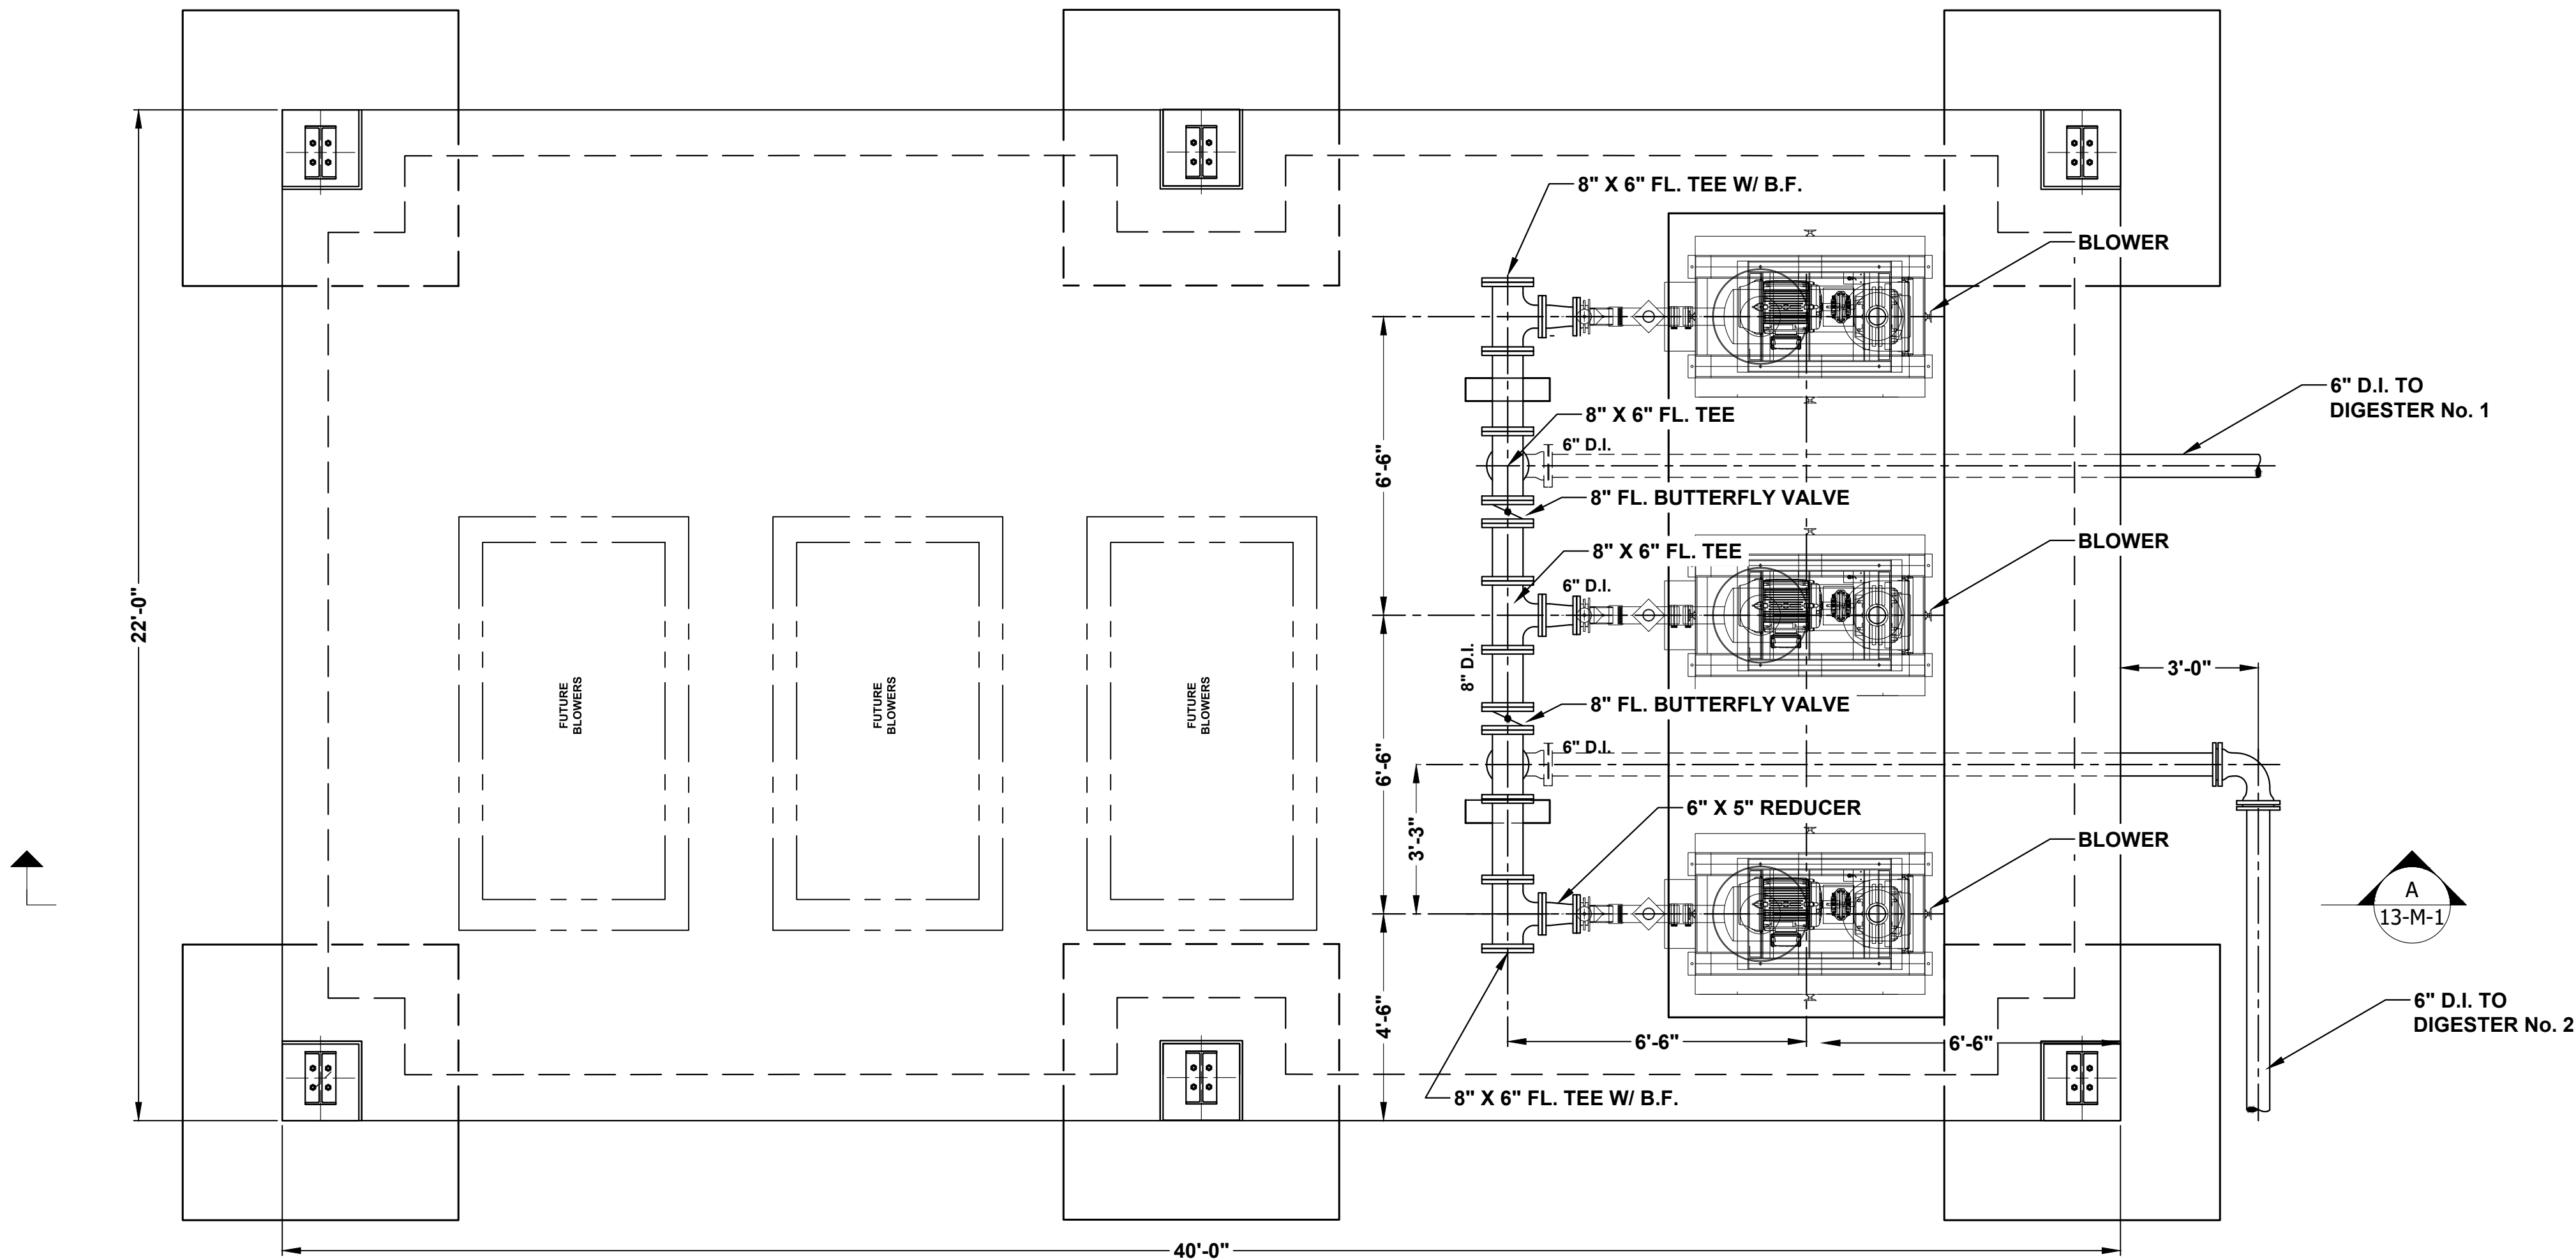 8" X 6" FL. TEE W/ B.F.
BLOWER
6" D.I. TO
DIGESTER No. 1
8" X 6" FL. TEE
6" D.I.
6'-6"
8" FL. BUTTERFLY VALVE
8" X 6" FL. TEE
BLOWER
6" D.I.
22'-0"
8" D.I.
3'-0"
FUTURE
BLOWERS
FUTURE
BLOWERS
FUTURE
BLOWERS
8" FL. BUTTERFLY VALVE
6" D.I.
6'-6"
6" X 5" REDUCER
3'-3"
BLOWER
A
13-M-1
4'-6"
6" D.I. TO
DIGESTER No. 2
6'-6"
6'-6"
8" X 6" FL. TEE W/ B.F.
40'-0"